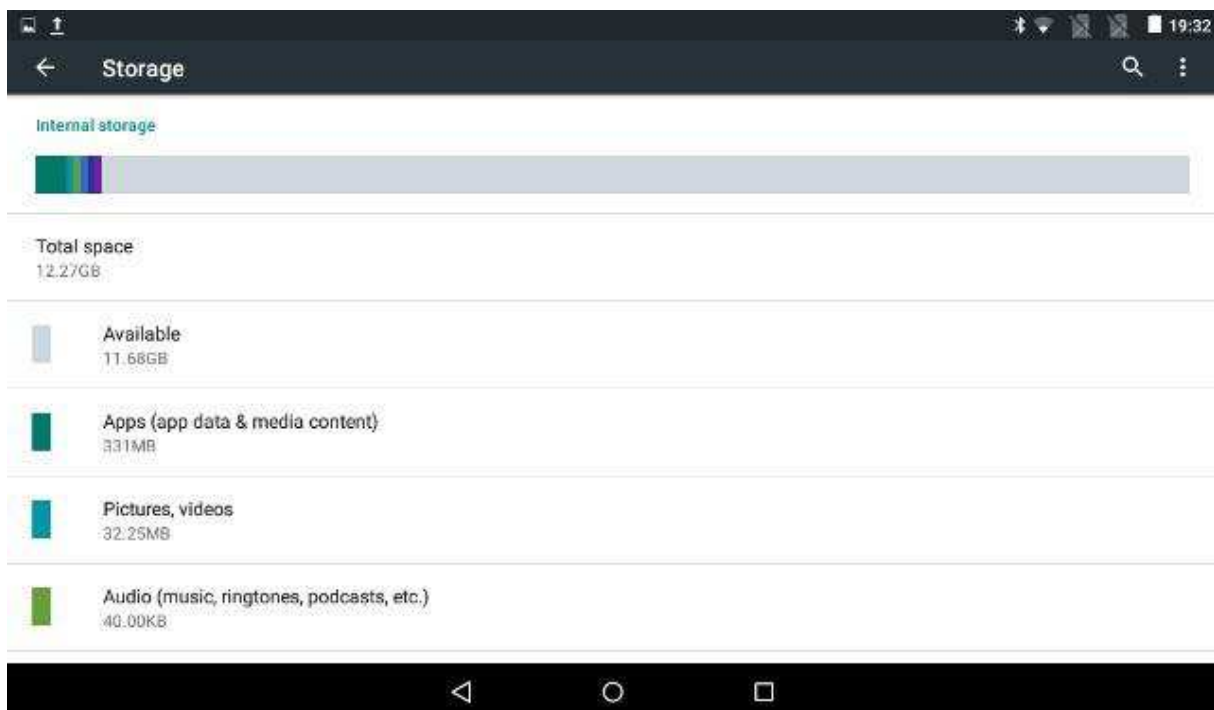 19:32
Storage
Internal storage
Total space
12.27GB
Available
11.68GB
Apps (app data & media content)
331MB
Pictures, videos
32.25MB
Audio (music, ringtones, podcasts, etc.)
40.00KB